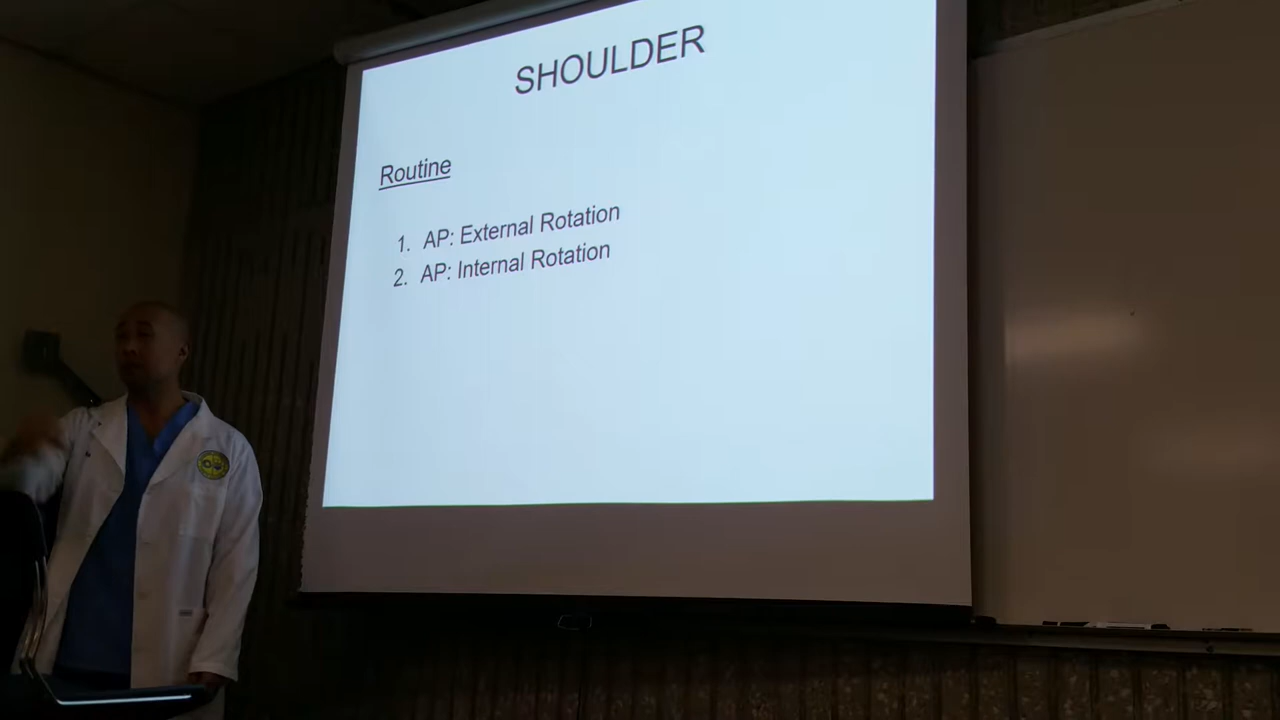 SHOULDER
Routine
1. AP: External Rotation
2. AP: Internal Rotation